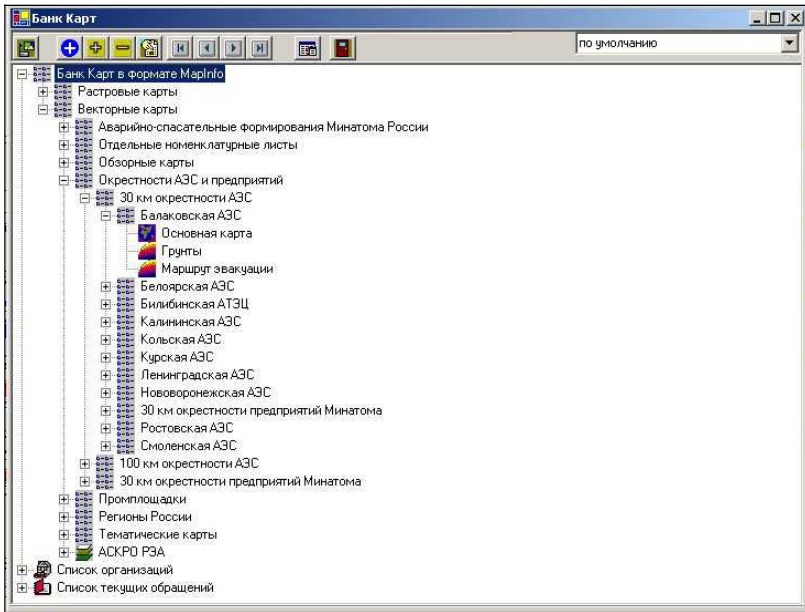 Банк Карт
по умолчанию
Банк Карт в формате MapInfo
Растровые карты
Векторные карты
Аварийно-спасательные формирования Минатома России
Отдельные номенклатурные листы
Обзорные карты
Окрестности АЭС и предприятий
30 км окрестности АЭС
Балаковская АЭС
Основная карта
Грунты
Маршрут эвакуации
Белоярская АЭС
Билибинская АТЭЦ
Калининская АЭС
Кольская АЭС
Курская АЭС
Ленинградская АЭС
Нововоронежская АЭС
30 км окрестности предприятий Минатома
Ростовская АЭС
Смоленская АЭС
100 км окрестности АЭС
30 км окрестности предприятий Минатома
Промплощадки
Регионы России
Тематические карты
АСКРО РЭА
Список организаций
Список текущих обращений